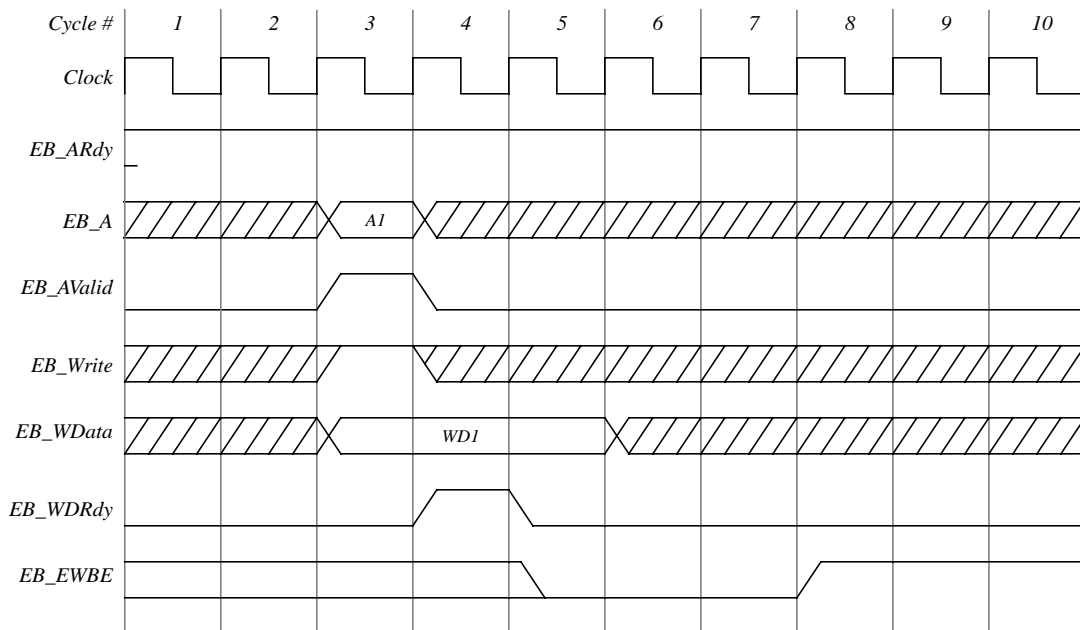 Cycle # 1 2 3 4 5 6 7 8 9 10
Clock
EB_ARdy
EB_A A1
EB_AValid
EB_Write
EB_WData WD1
EB_WDRdy
EB_EWBE